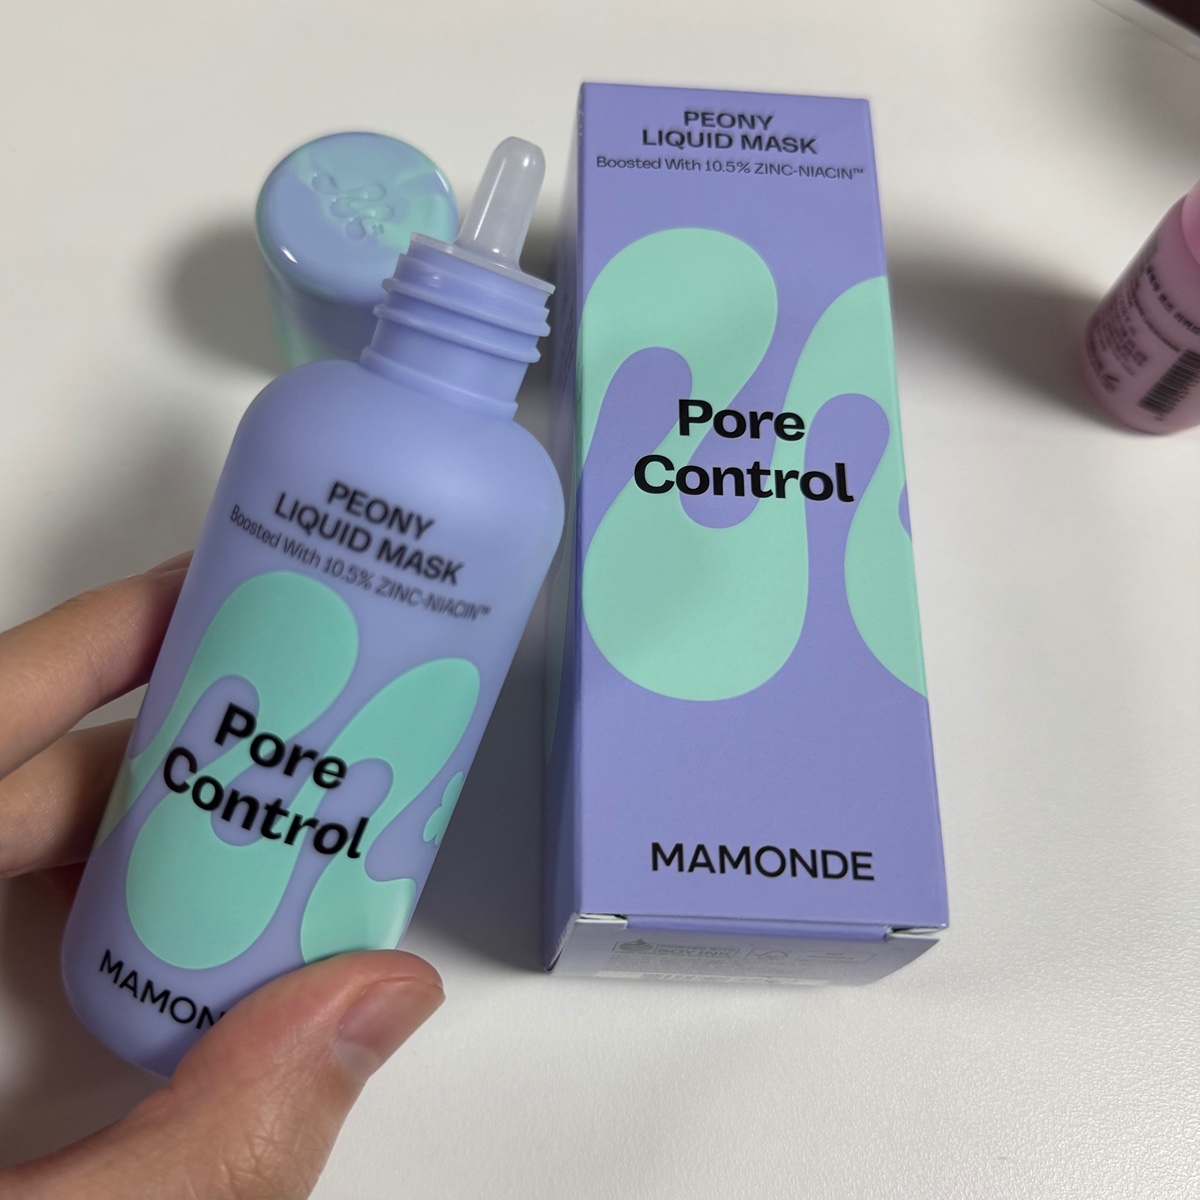 PEONY
LIQUID MASK
Boosted With 10.5% ZINC-NIACIN™
Pore
Control
MAMONDE
PEONY
LIQUID MASK
Boosted With 10.5% ZINC-NIACIN™
Pore
Control
MAMOND